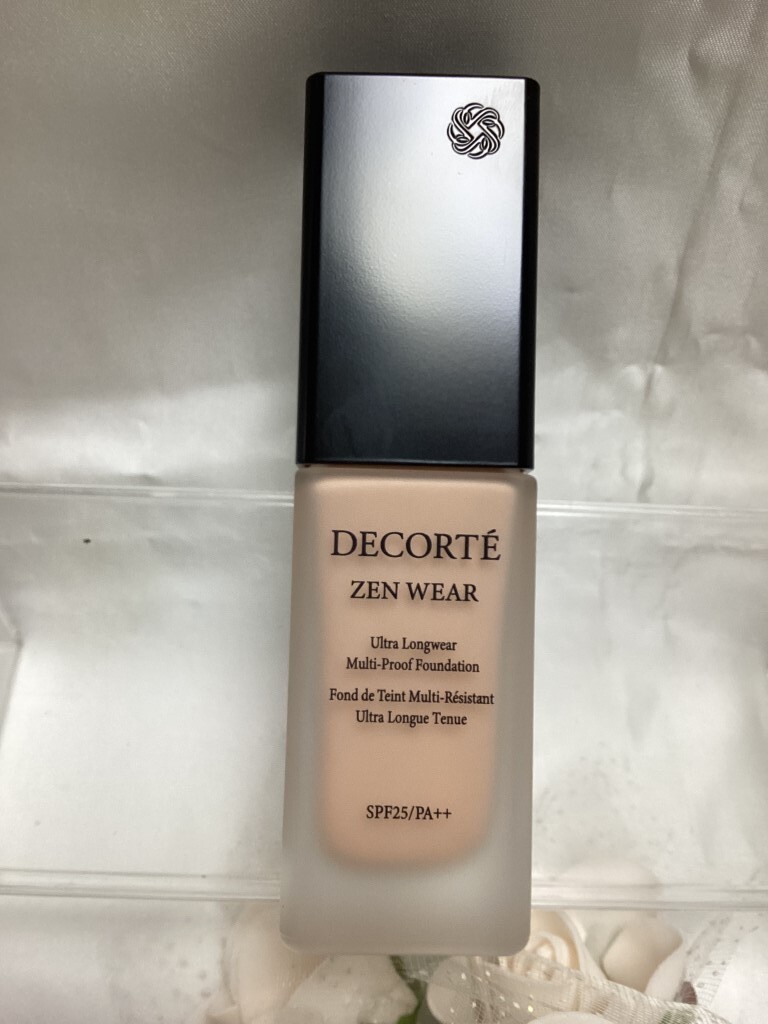 DECORTÉ
ZEN WEAR
Ultra Longwear
Multi-Proof Foundation
Fond de Teint Multi-Résistant
Ultra Longue Tenue
SPF25/PA++